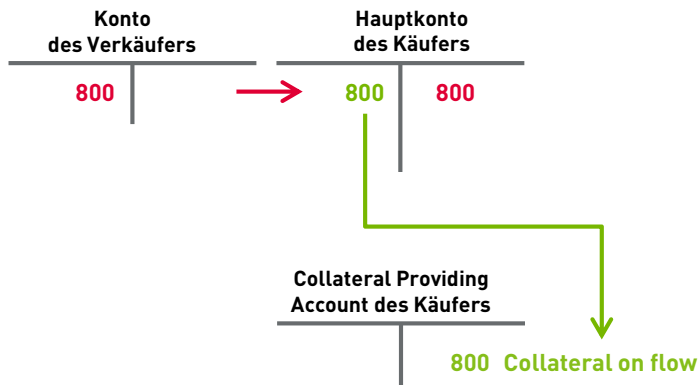 Konto
des Verkäufers
Hauptkonto
des Käufers
800
800
800
Collateral Providing
Account des Käufers
800 Collateral on flow